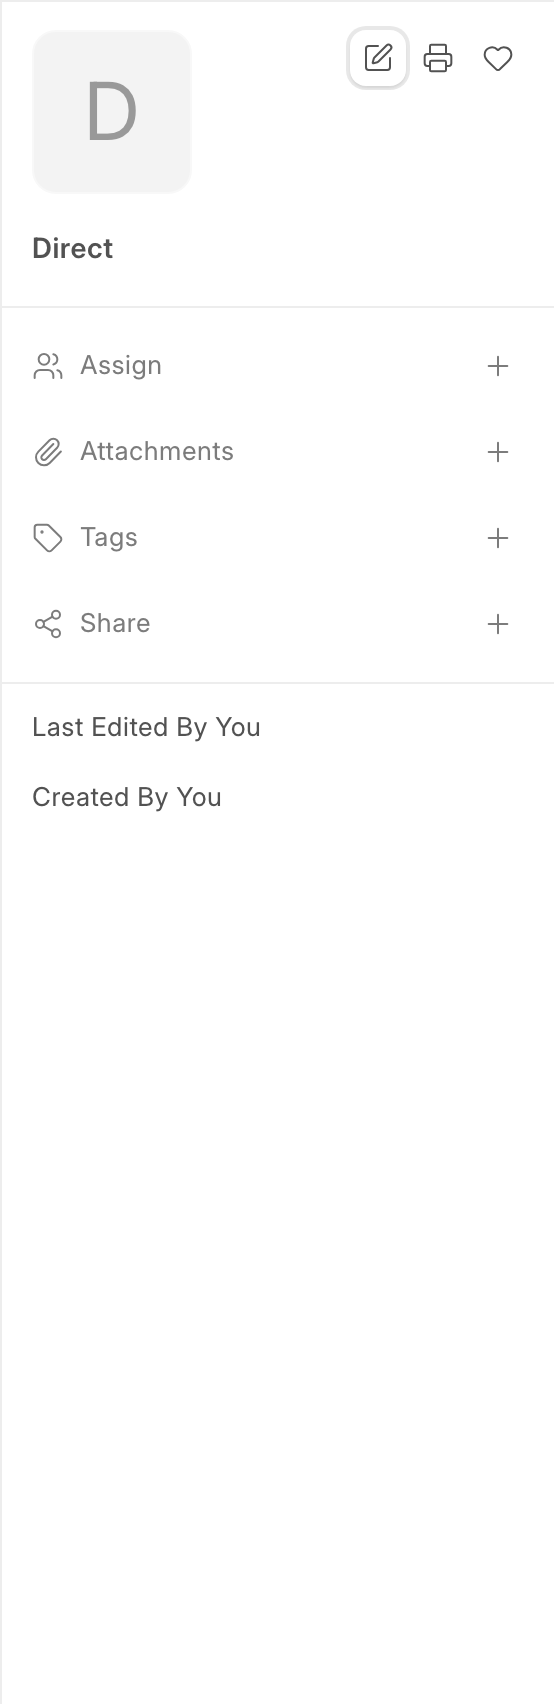 D
Direct
Assign
Attachments
Tags
Share
Last Edited By You
Created By You